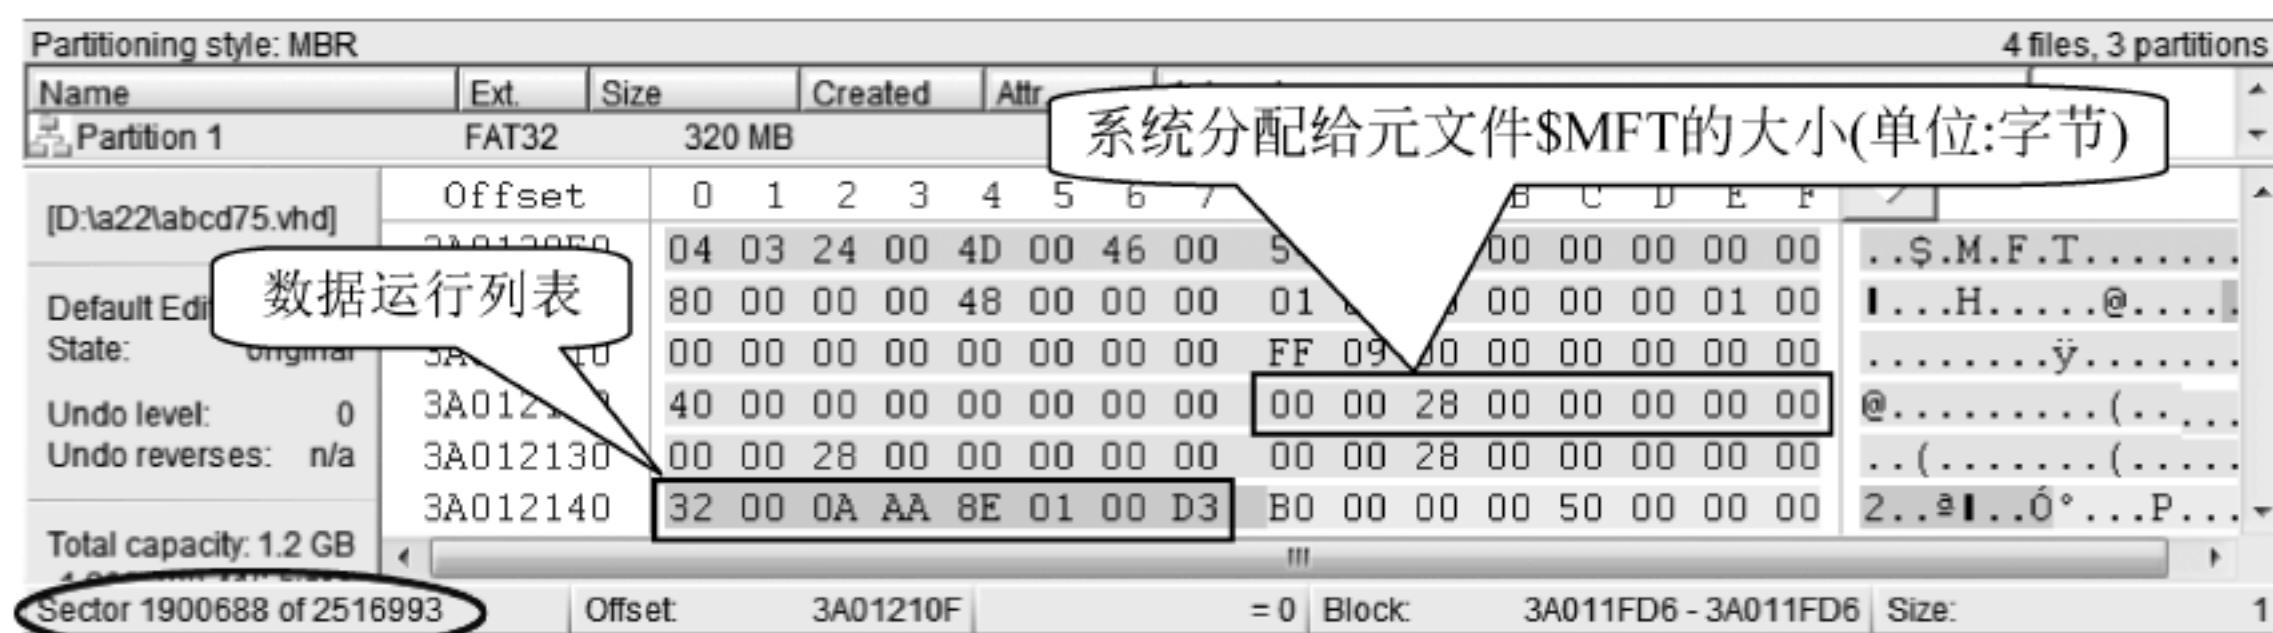 Partitioning style: MBR 4 files, 3 partitions
Name Ext. Size Created Attr.
Partition 1 FAT32 320 MB
系统分配给元文件$MFT的大小(单位:字节)
[D:\a22\abcd75.vhd]
Offset 0 1 2 3 4 5 6 7 B C D E F
04 03 24 00 4D 00 46 00 00 00 00 00 00 ..$.M.F.T.......
数据运行列表
Default Edi
80 00 00 00 48 00 00 00 01 00 00 01 00
State: original
00 00 00 00 00 00 00 00 FF 09 00 00 00 00 00 00 ........ÿ.......
Undo level: 0
40 00 00 00 00 00 00 00 00 00 28 00 00 00 00 00 @.........(.....
Undo reverses: n/a
3A012130 00 00 28 00 00 00 00 00 00 00 28 00 00 00 00 00 ..(.......(.....
3A012140 32 00 0A AA 8E 01 00 D3 B0 00 00 00 50 00 00 00
Total capacity: 1.2 GB
Sector 1900688 of 2516993 Offset: 3A01210F = 0 Block: 3A011FD6 - 3A011FD6 Size: 1